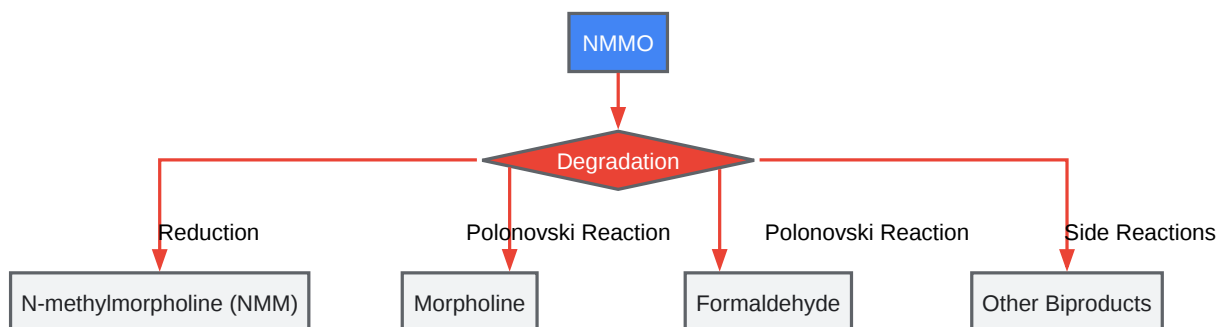 NMMO
Degradation
Reduction
Polonovski Reaction
Polonovski Reaction
Side Reactions
N-methylmorpholine (NMM)
Morpholine
Formaldehyde
Other Biproducts